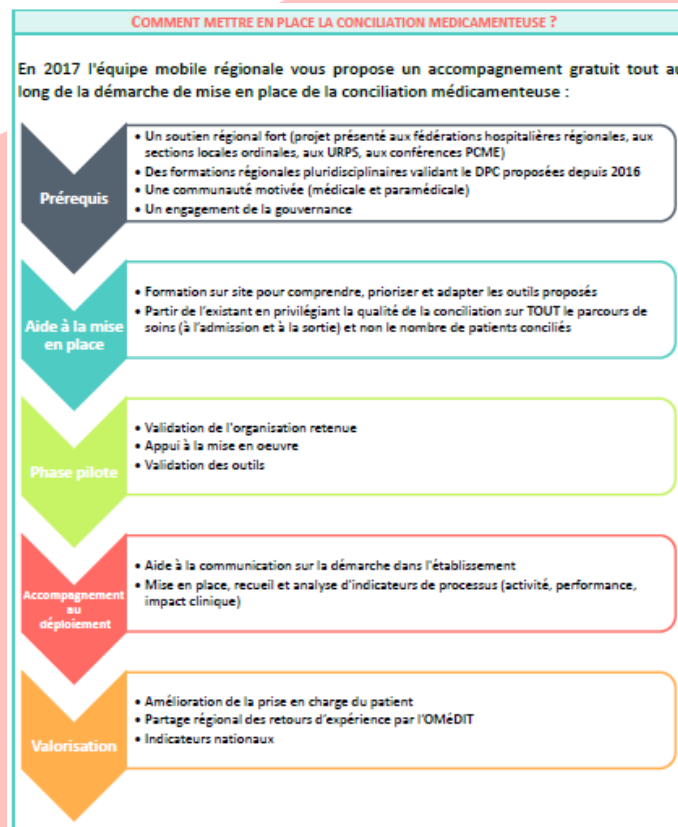 COMMENT METTRE EN PLACE LA CONCILIATION MEDICAMENTEUSE ?
En 2017 l'équipe mobile régionale vous propose un accompagnement gratuit tout au
long de la démarche de mise en place de la conciliation médicamenteuse :
Prérequis
• Un soutien régional fort (projet présenté aux fédérations hospitalières régionales, aux
sections locales ordinales, aux URPS, aux conférences PCME)
• Des formations régionales pluridisciplinaires validant le DPC proposées depuis 2016
• Une communauté motivée (médicale et paramédicale)
• Un engagement de la gouvernance
Aide à la mise
en place
• Formation sur site pour comprendre, prioriser et adapter les outils proposés
• Partir de l'existant en privilégiant la qualité de la conciliation sur TOUT le parcours de
soins (à l'admission et à la sortie) et non le nombre de patients conciliés
Phase pilote
• Validation de l'organisation retenue
• Appui à la mise en oeuvre
• Validation des outils
Accompagnement
au
déploiement
• Aide à la communication sur la démarche dans l'établissement
• Mise en place, recueil et analyse d'indicateurs de processus (activité, performance,
impact clinique)
Valorisation
• Amélioration de la prise en charge du patient
• Partage régional des retours d'expérience par l'OMéDIT
• Indicateurs nationaux